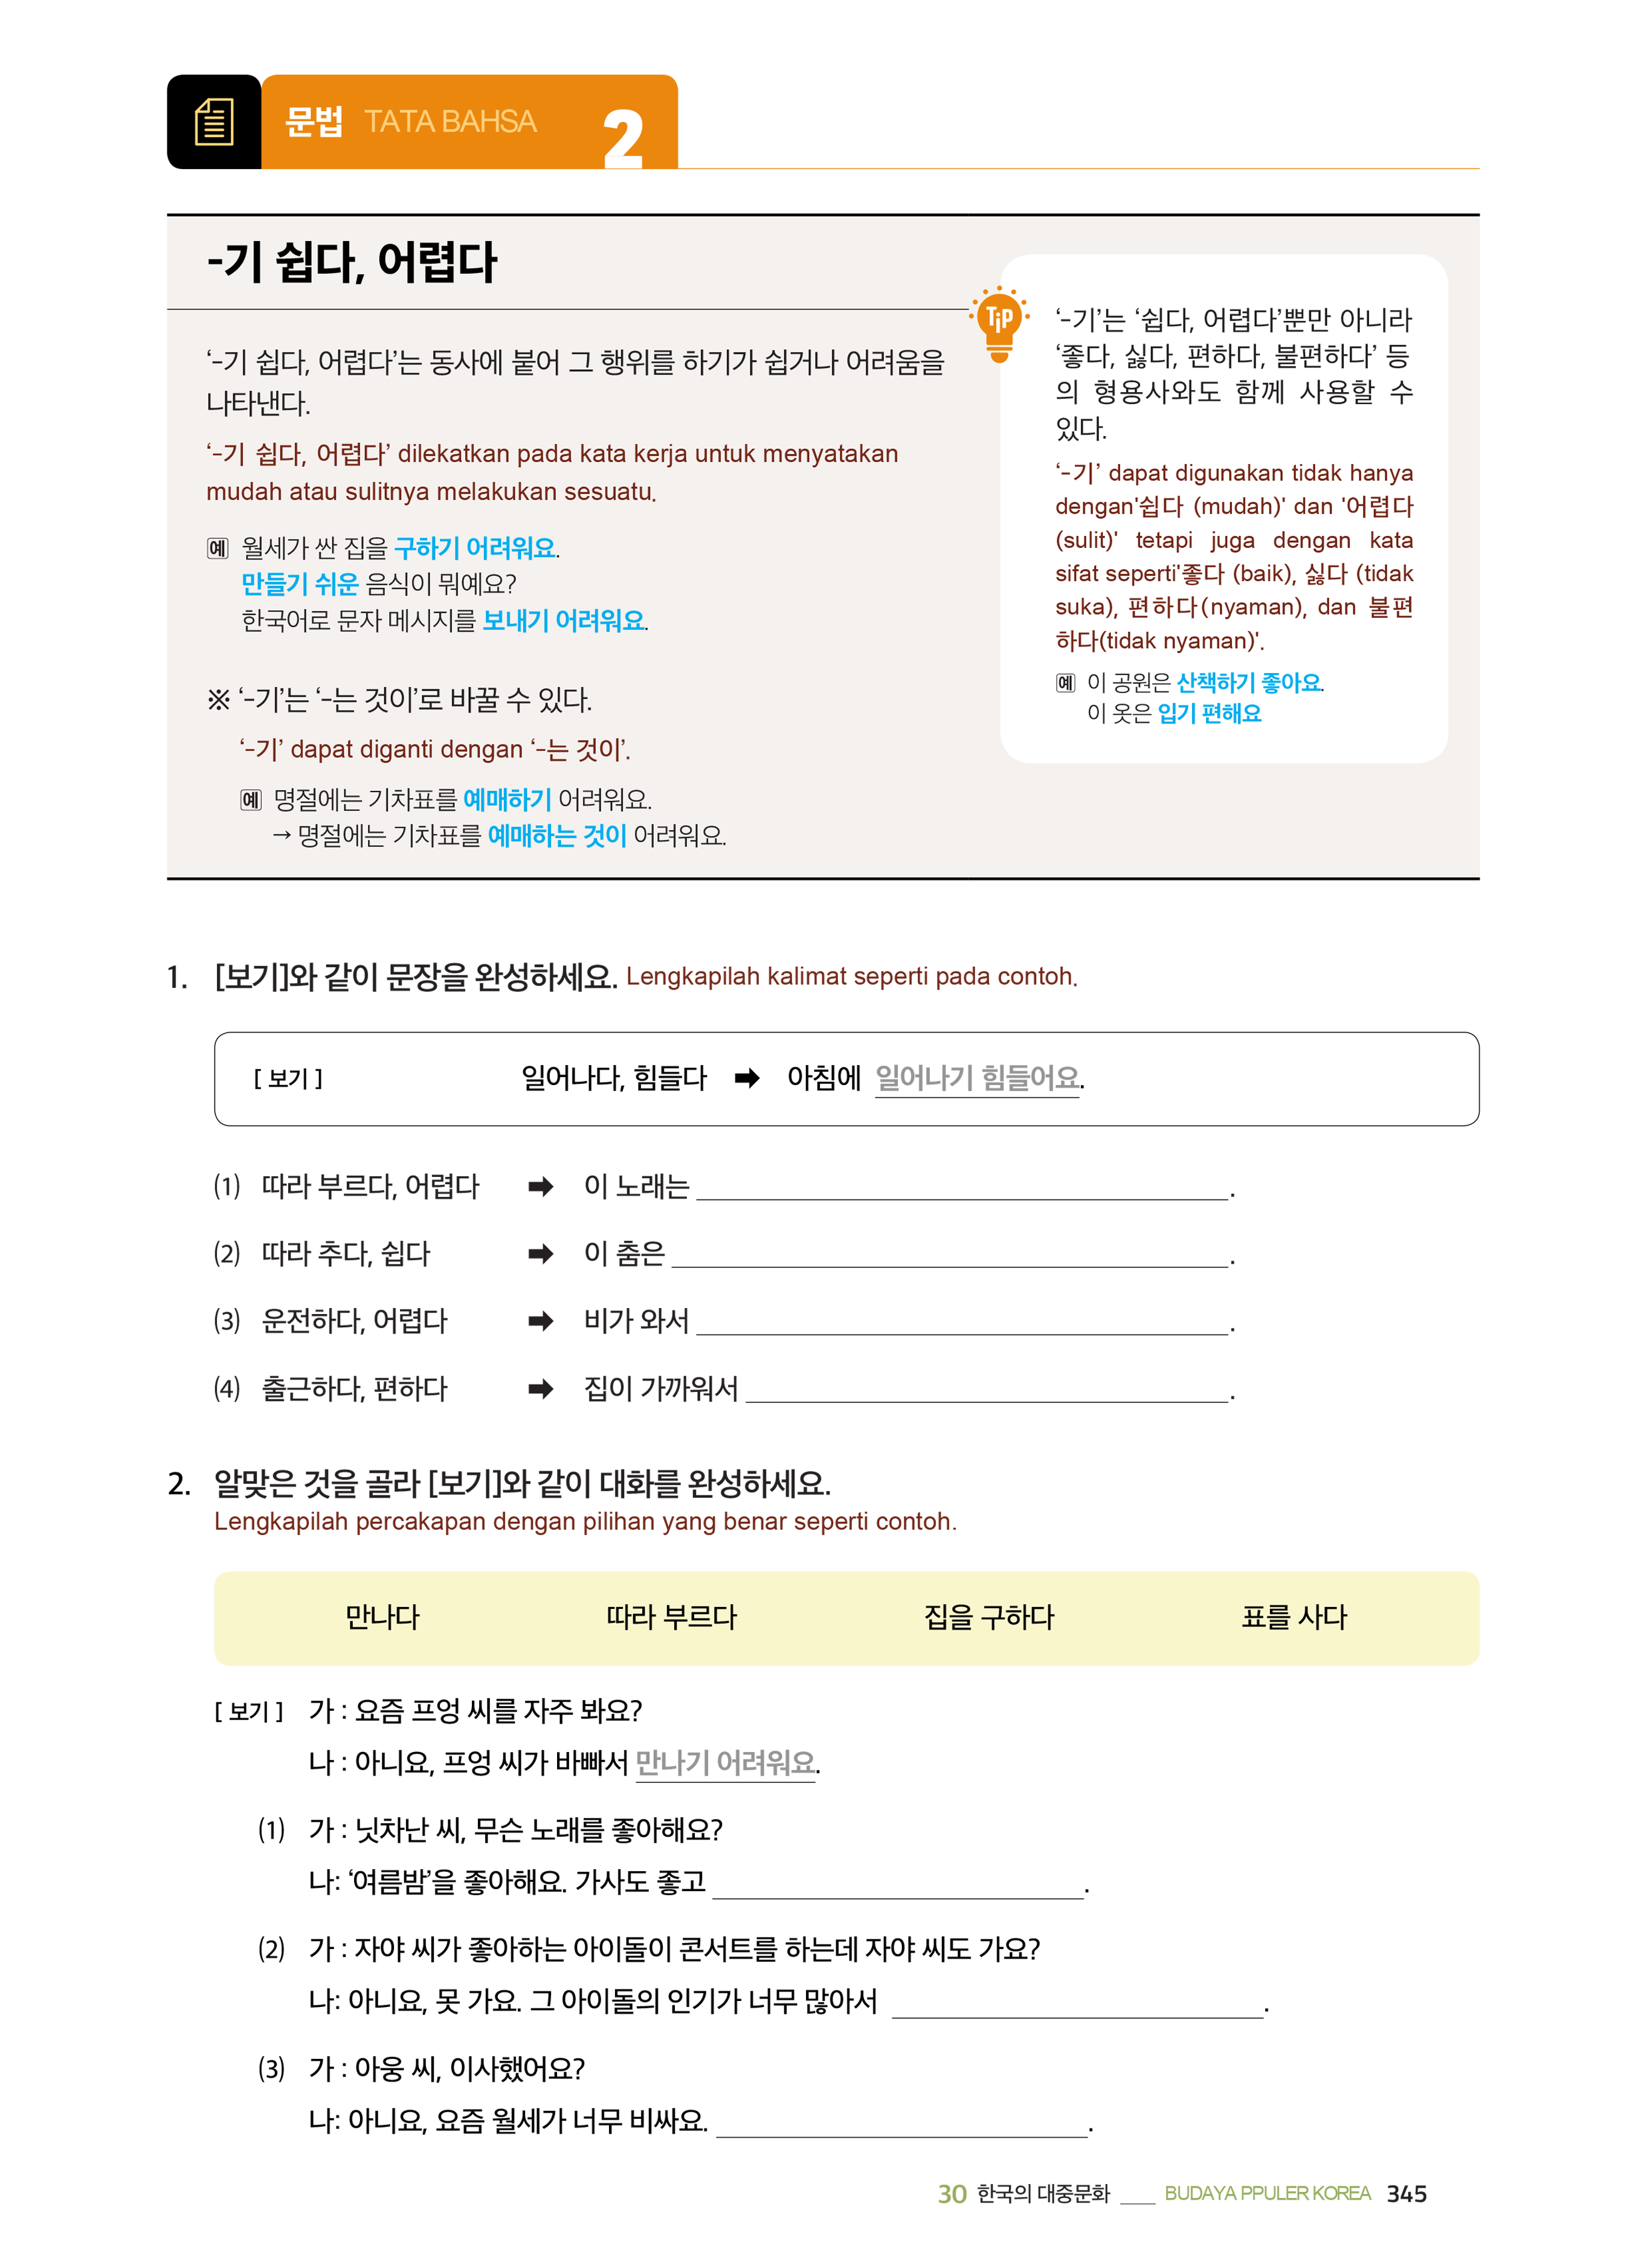 문법 TATA BAHSA 2
-기 쉽다, 어렵다
‘-기 쉽다, 어렵다’는 동사에 붙어 그 행위를 하기가 쉽거나 어려움을
나타낸다.
‘-기 쉽다, 어렵다’ dilekatkan pada kata kerja untuk menyatakan
mudah atau sulitnya melakukan sesuatu.
예 월세가 싼 집을 구하기 어려워요.
만들기 쉬운 음식이 뭐예요?
한국어로 문자 메시지를 보내기 어려워요.
※ ‘-기’는 ‘-는 것이’로 바꿀 수 있다.
‘-기’ dapat diganti dengan ‘-는 것이’.
예 명절에는 기차표를 예매하기 어려워요.
→ 명절에는 기차표를 예매하는 것이 어려워요.
Tip
‘-기’는 ‘쉽다, 어렵다’뿐만 아니라
‘좋다, 싫다, 편하다, 불편하다’ 등
의 형용사와도 함께 사용할 수
있다.
‘-기’ dapat digunakan tidak hanya
dengan'쉽다 (mudah)' dan '어렵다
(sulit)' tetapi juga dengan kata
sifat seperti'좋다 (baik), 싫다 (tidak
suka), 편하다(nyaman), dan 불편
하다(tidak nyaman)'.
예 이 공원은 산책하기 좋아요.
이 옷은 입기 편해요
1. [보기]와 같이 문장을 완성하세요. Lengkapilah kalimat seperti pada contoh.
[ 보기 ] 일어나다, 힘들다 ➡ 아침에 일어나기 힘들어요.
(1) 따라 부르다, 어렵다 ➡ 이 노래는 ____.
(2) 따라 추다, 쉽다 ➡ 이 춤은 ____.
(3) 운전하다, 어렵다 ➡ 비가 와서 ____.
(4) 출근하다, 편하다 ➡ 집이 가까워서 ____.
2. 알맞은 것을 골라 [보기]와 같이 대화를 완성하세요.
Lengkapilah percakapan dengan pilihan yang benar seperti contoh.
만나다 따라 부르다 집을 구하다 표를 사다
[ 보기 ] 가 : 요즘 프엉 씨를 자주 봐요?
나 : 아니요, 프엉 씨가 바빠서 만나기 어려워요.
(1) 가 : 닛차난 씨, 무슨 노래를 좋아해요?
나: ‘여름밤’을 좋아해요. 가사도 좋고 ____.
(2) 가 : 자야 씨가 좋아하는 아이돌이 콘서트를 하는데 자야 씨도 가요?
나: 아니요, 못 가요. 그 아이돌의 인기가 너무 많아서 ____.
(3) 가 : 아웅 씨, 이사했어요?
나: 아니요, 요즘 월세가 너무 비싸요. ____.
30 한국의 대중문화 ___ BUDAYA PPULER KOREA 345